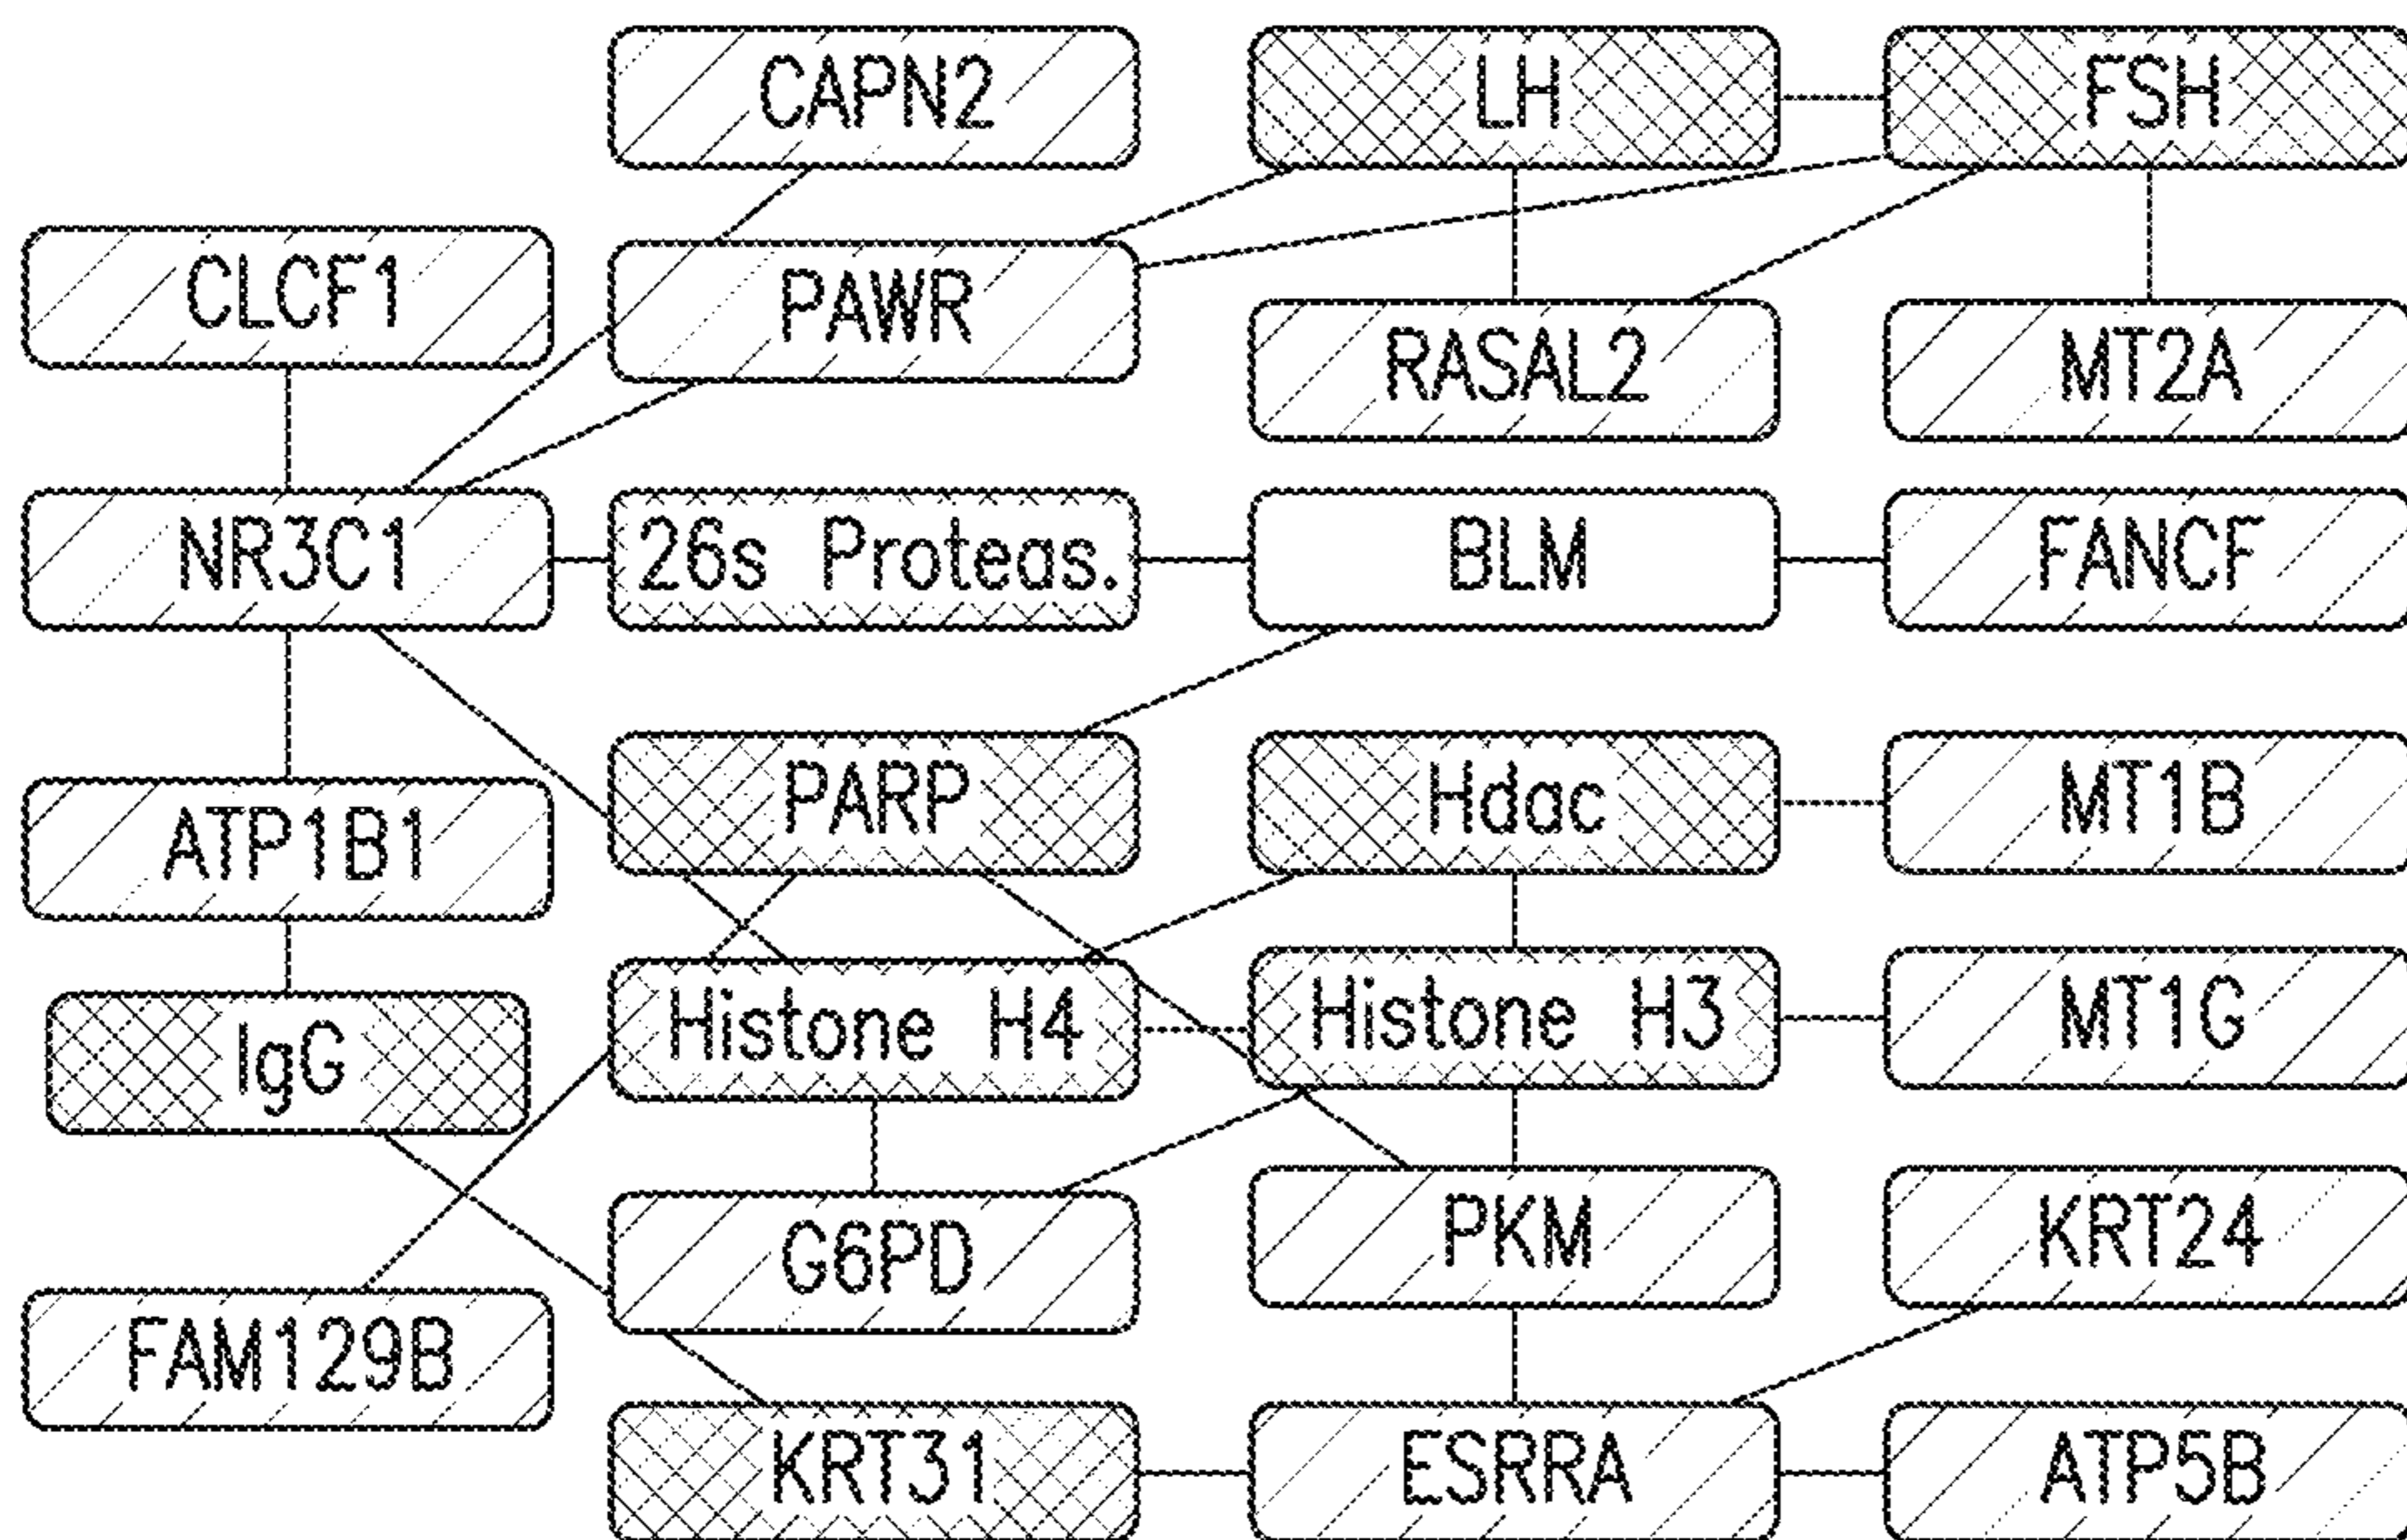 CAPN2
LH
FSH
CLCF1
PAWR
RASAL2
MT2A
NR3C1
26s Proteas.
BLM
FANCF
PARP
Hdac
MT1B
ATP1B1
Histone H4
Histone H3
MT1G
IgG
G6PD
PKM
KRT24
FAM129B
KRT31
ESRRA
ATP5B